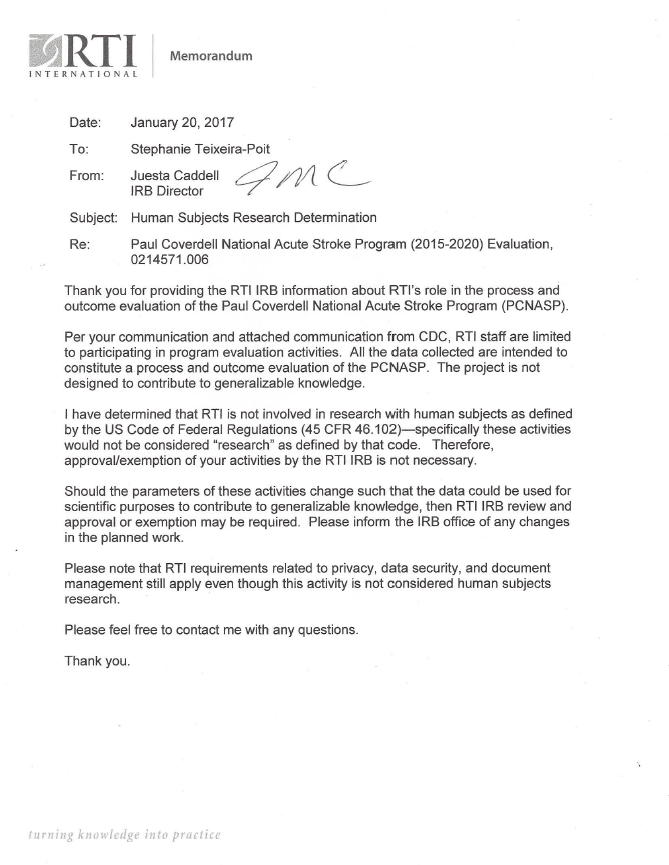 RTI
INTERNATIONAL
Memorandum
Date: January 20, 2017
To: Stephanie Teixeira-Poit
From: Juesta Caddell
IRB Director
JMC
Subject: Human Subjects Research Determination
Re: Paul Coverdell National Acute Stroke Program (2015-2020) Evaluation,
0214571.006
Thank you for providing the RTI IRB information about RTI's role in the process and
outcome evaluation of the Paul Coverdell National Acute Stroke Program (PCNASP).
Per your communication and attached communication from CDC, RTI staff are limited
to participating in program evaluation activities.  All the data collected are intended to
constitute a process and outcome evaluation of the PCNASP.  The project is not
designed to contribute to generalizable knowledge.
I have determined that RTI is not involved in research with human subjects as defined
by the US Code of Federal Regulations (45 CFR 46.102)—specifically these activities
would not be considered "research" as defined by that code.  Therefore,
approval/exemption of your activities by the RTI IRB is not necessary.
Should the parameters of these activities change such that the data could be used for
scientific purposes to contribute to generalizable knowledge, then RTI IRB review and
approval or exemption may be required.  Please inform the IRB office of any changes
in the planned work.
Please note that RTI requirements related to privacy, data security, and document
management still apply even though this activity is not considered human subjects
research.
Please feel free to contact me with any questions.
Thank you.
turning knowledge into practice